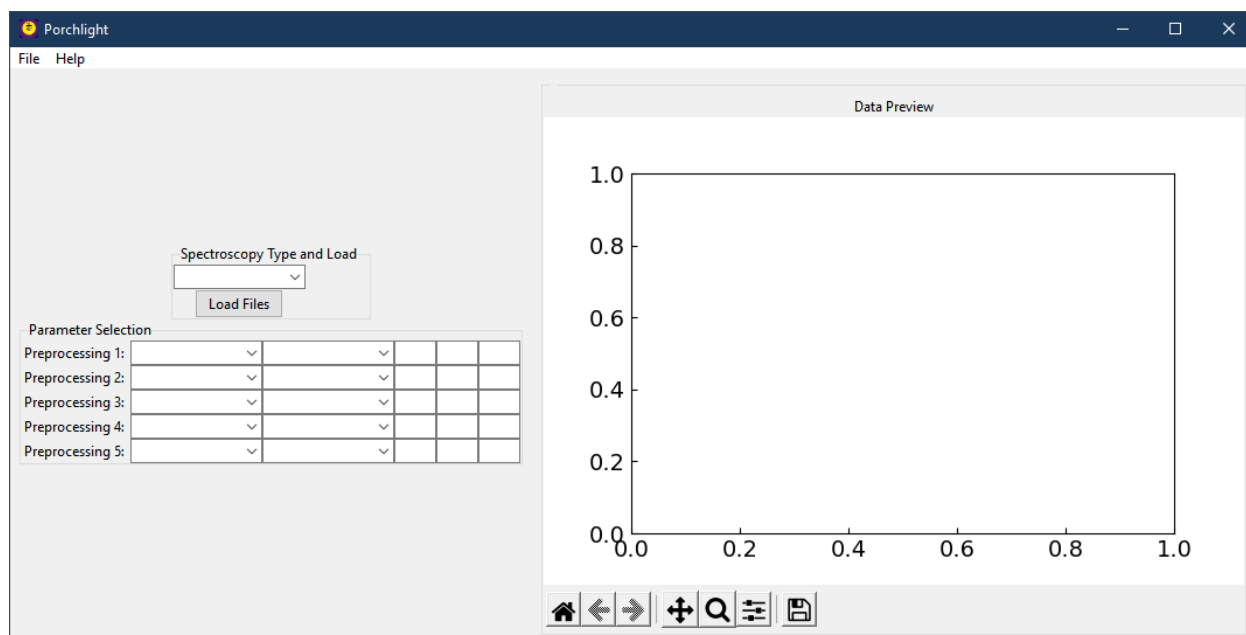 Porchlight
File Help
Spectroscopy Type and Load
Load Files
Parameter Selection
Preprocessing 1:
Preprocessing 2:
Preprocessing 3:
Preprocessing 4:
Preprocessing 5:
Data Preview
1.0
0.8
0.6
0.4
0.2
0.0
0.0 0.2 0.4 0.6 0.8 1.0